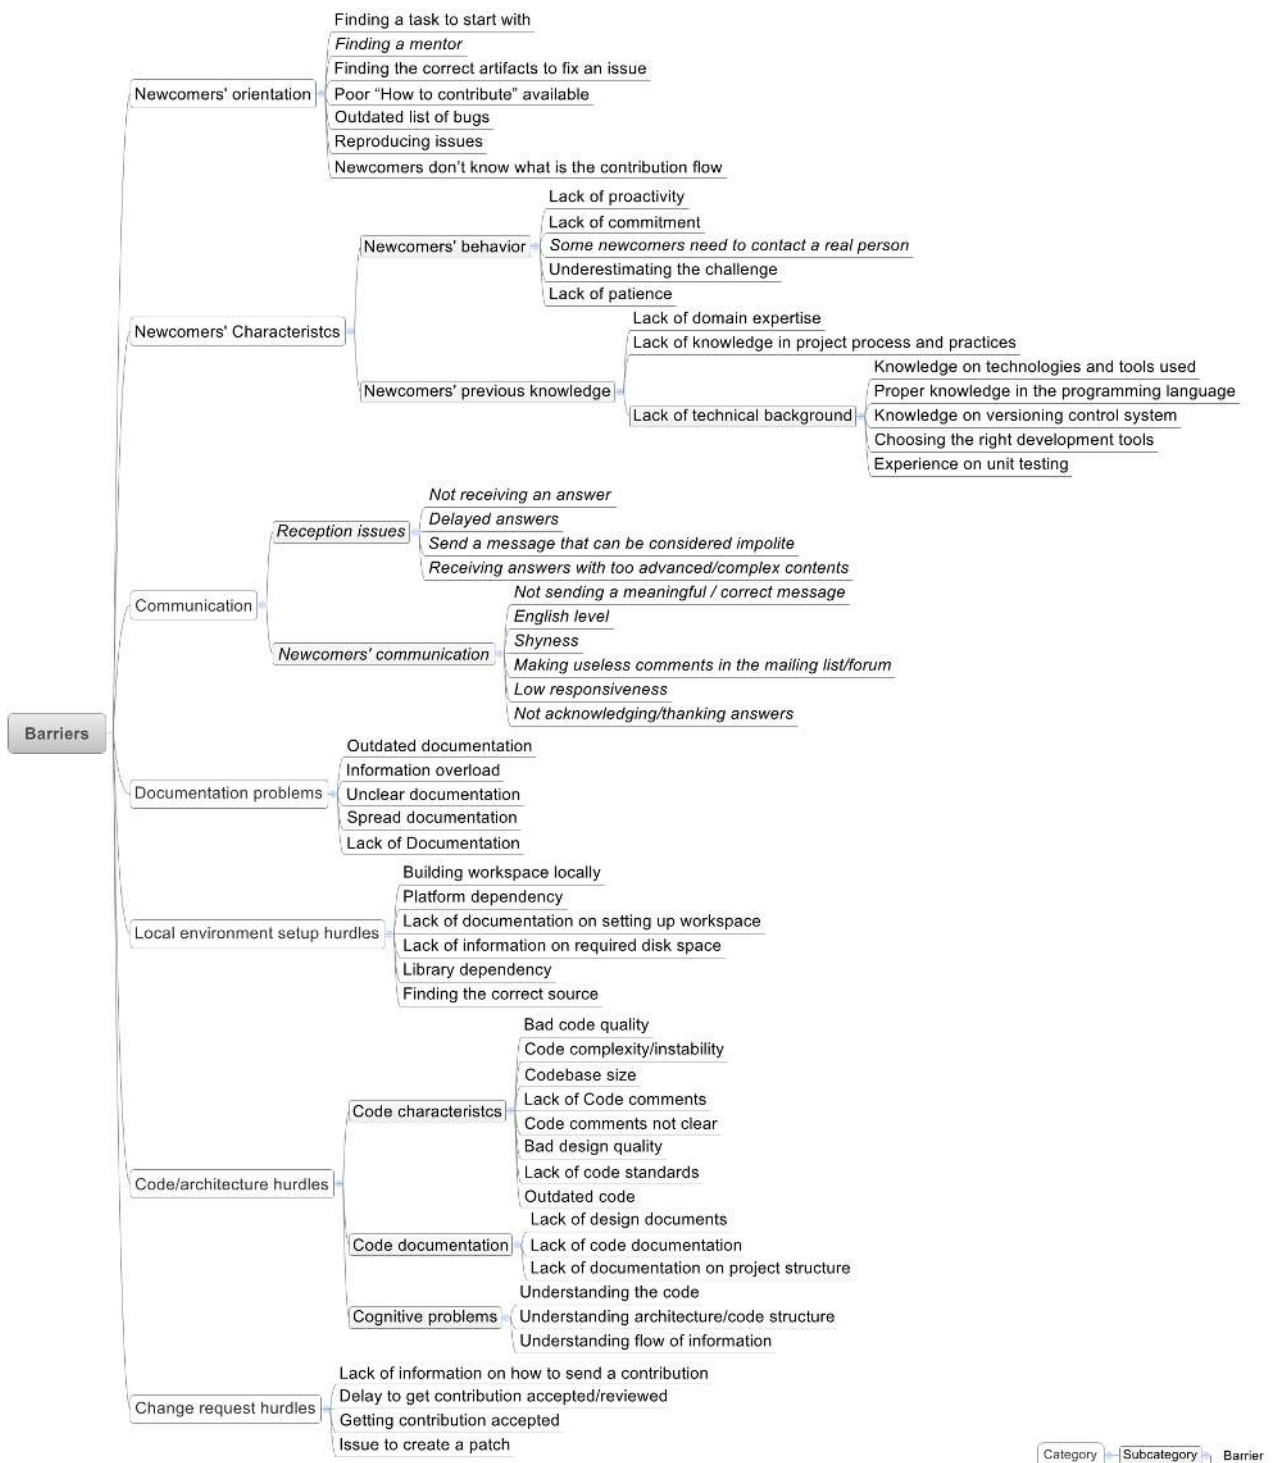 Finding a task to start with
Finding a mentor
Finding the correct artifacts to fix an issue
Newcomers' orientation
Poor “How to contribute” available
Outdated list of bugs
Reproducing issues
Newcomers don’t know what is the contribution flow
Lack of proactivity
Lack of commitment
Newcomers' behavior
Some newcomers need to contact a real person
Underestimating the challenge
Lack of patience
Newcomers' Characteristcs
Lack of domain expertise
Lack of knowledge in project process and practices
Newcomers' previous knowledge
Knowledge on technologies and tools used
Proper knowledge in the programming language
Lack of technical background
Knowledge on versioning control system
Choosing the right development tools
Experience on unit testing
Not receiving an answer
Reception issues
Delayed answers
Send a message that can be considered impolite
Receiving answers with too advanced/complex contents
Communication
Not sending a meaningful / correct message
English level
Shyness
Newcomers' communication
Making useless comments in the mailing list/forum
Low responsiveness
Not acknowledging/thanking answers
Barriers
Outdated documentation
Information overload
Documentation problems
Unclear documentation
Spread documentation
Lack of Documentation
Building workspace locally
Platform dependency
Lack of documentation on setting up workspace
Local environment setup hurdles
Lack of information on required disk space
Library dependency
Finding the correct source
Bad code quality
Code complexity/instability
Codebase size
Lack of Code comments
Code characteristcs
Code comments not clear
Bad design quality
Lack of code standards
Outdated code
Code/architecture hurdles
Lack of design documents
Code documentation
Lack of code documentation
Lack of documentation on project structure
Understanding the code
Cognitive problems
Understanding architecture/code structure
Understanding flow of information
Lack of information on how to send a contribution
Delay to get contribution accepted/reviewed
Change request hurdles
Getting contribution accepted
Issue to create a patch
Category
Subcategory
Barrier